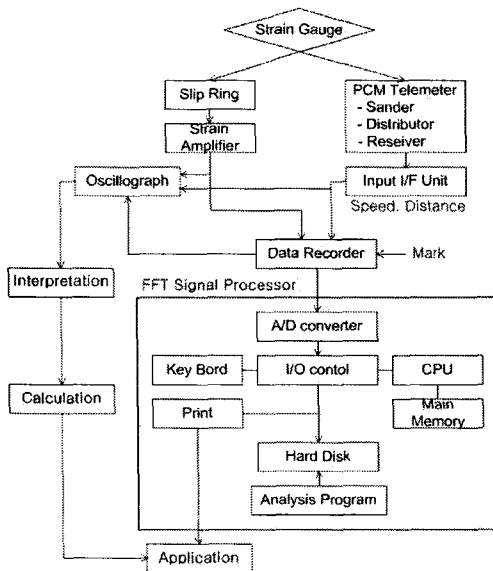 Strain Gauge
Slip Ring
PCM Telemeter
- Sander
- Distributor
- Reseiver
Strain
Amplifier
Oscillograph
Input I/F Unit
Speed. Distance
Data Recorder
Mark
Interpretation
FFT Signal Processor
A/D converter
Key Bord
I/O contol
CPU
Calculation
Print
Main
Memory
Hard Disk
Analysis Program
Application